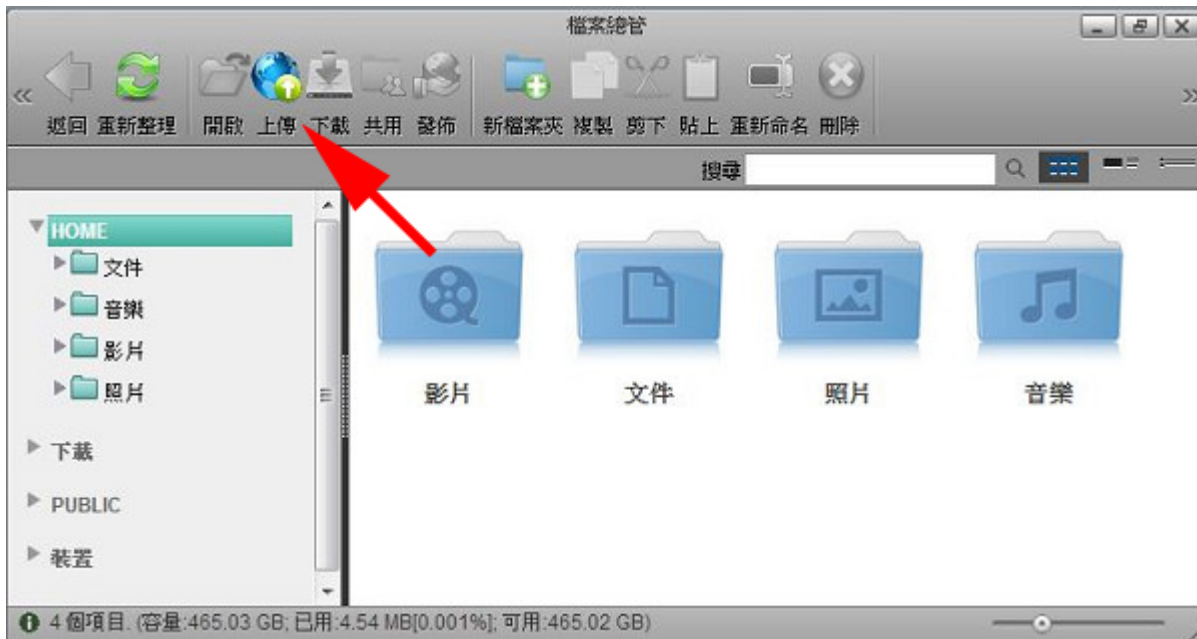 檔案總管
返回 重新整理 開啟 上傳 下載 共用 發佈 新檔案夾 複製 剪下 貼上 重新命名 刪除
搜尋
HOME
文件
音樂
影片
照片
下載
PUBLIC
裝置
影片 文件 照片 音樂
4 個項目. (容量:465.03 GB; 已用:4.54 MB[0.001%]; 可用:465.02 GB)